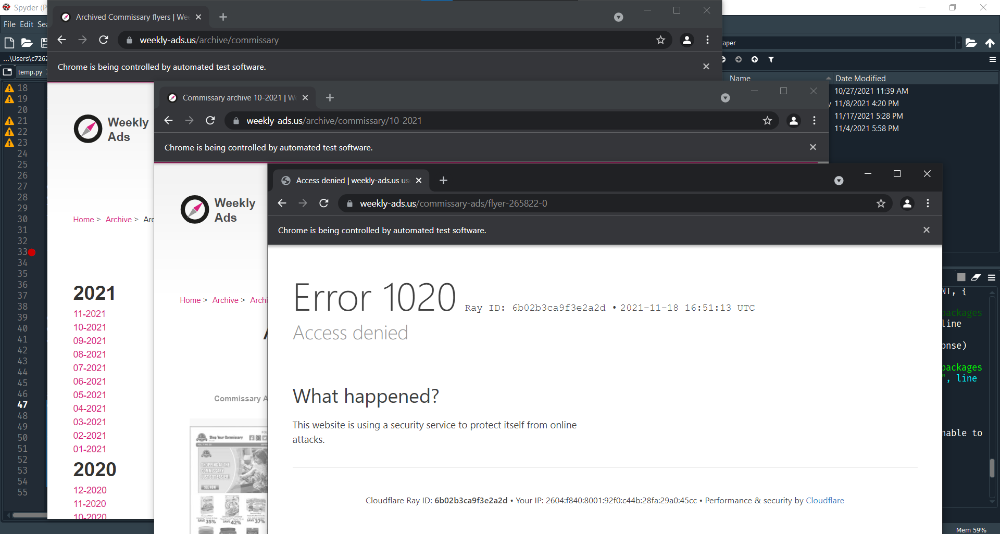 Spyder (P
File Edit Sea
...\Users\c7262
temp.py
18
19
20
21
22
23
24
25
26
27
28
29
30
31
32
33
34
35
36
37
38
39
40
41
42
43
44
45
46
47
48
49
50
51
52
53
54
55
Archived Commissary flyers | Wee
weekly-ads.us/archive/commissary
Chrome is being controlled by automated test software.
Weekly
Ads
Home > Archive > Arc
2021
11-2021
10-2021
09-2021
08-2021
07-2021
06-2021
05-2021
04-2021
03-2021
02-2021
01-2021
2020
12-2020
11-2020
10-2020
Commissary archive 10-2021 | We
weekly-ads.us/archive/commissary/10-2021
Chrome is being controlled by automated test software.
Weekly
Ads
Home > Archive > Archi
A
Commissary A
Shop Your Commissary
SHOPPING AT THE
COMMISSARY
JUST GOT EASIER!
SEE NOW
SAVE 35%
SAVE 42%
SAVE 37%
Access denied | weekly-ads.us us
weekly-ads.us/commissary-ads/flyer-265822-0
Chrome is being controlled by automated test software.
Error 1020 Ray ID: 6b02b3ca9f3e2a2d • 2021-11-18 16:51:13 UTC
Access denied
What happened?
This website is using a security service to protect itself from online
attacks.
Cloudflare Ray ID: 6b02b3ca9f3e2a2d • Your IP: 2604:f840:8001:92f0:c44b:28fa:29a0:45cc • Performance & security by Cloudflare
aper
Name Date Modified
10/27/2021 11:39 AM
y 11/8/2021 4:20 PM
11/17/2021 5:28 PM
11/4/2021 5:58 PM
NT, {
packages
line
onse)
packages
", line
nable to
Mem 59%